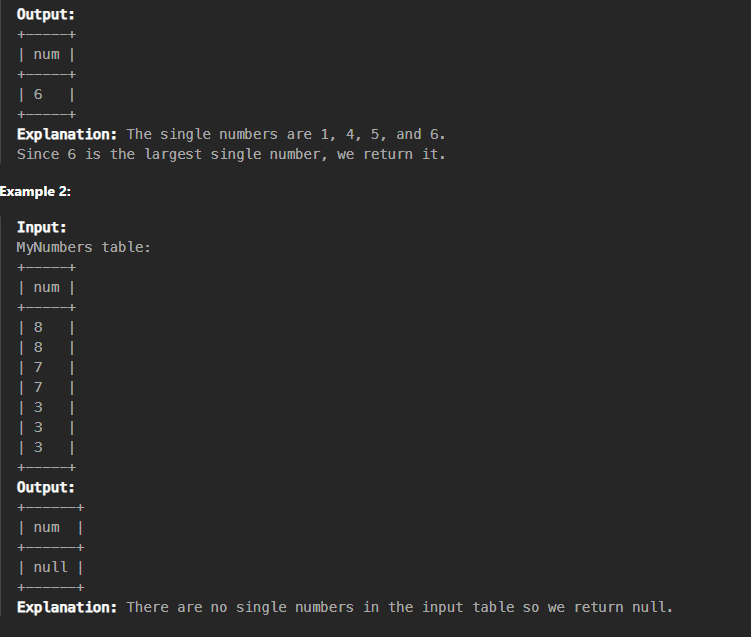 Output:
+-----+
| num |
+-----+
| 6   |
+-----+
Explanation: The single numbers are 1, 4, 5, and 6.
Since 6 is the largest single number, we return it.
Example 2:
Input:
MyNumbers table:
+-----+
| num |
+-----+
| 8   |
| 8   |
| 7   |
| 7   |
| 3   |
| 3   |
| 3   |
+-----+
Output:
+------+
| num  |
+------+
| null |
+------+
Explanation: There are no single numbers in the input table so we return null.